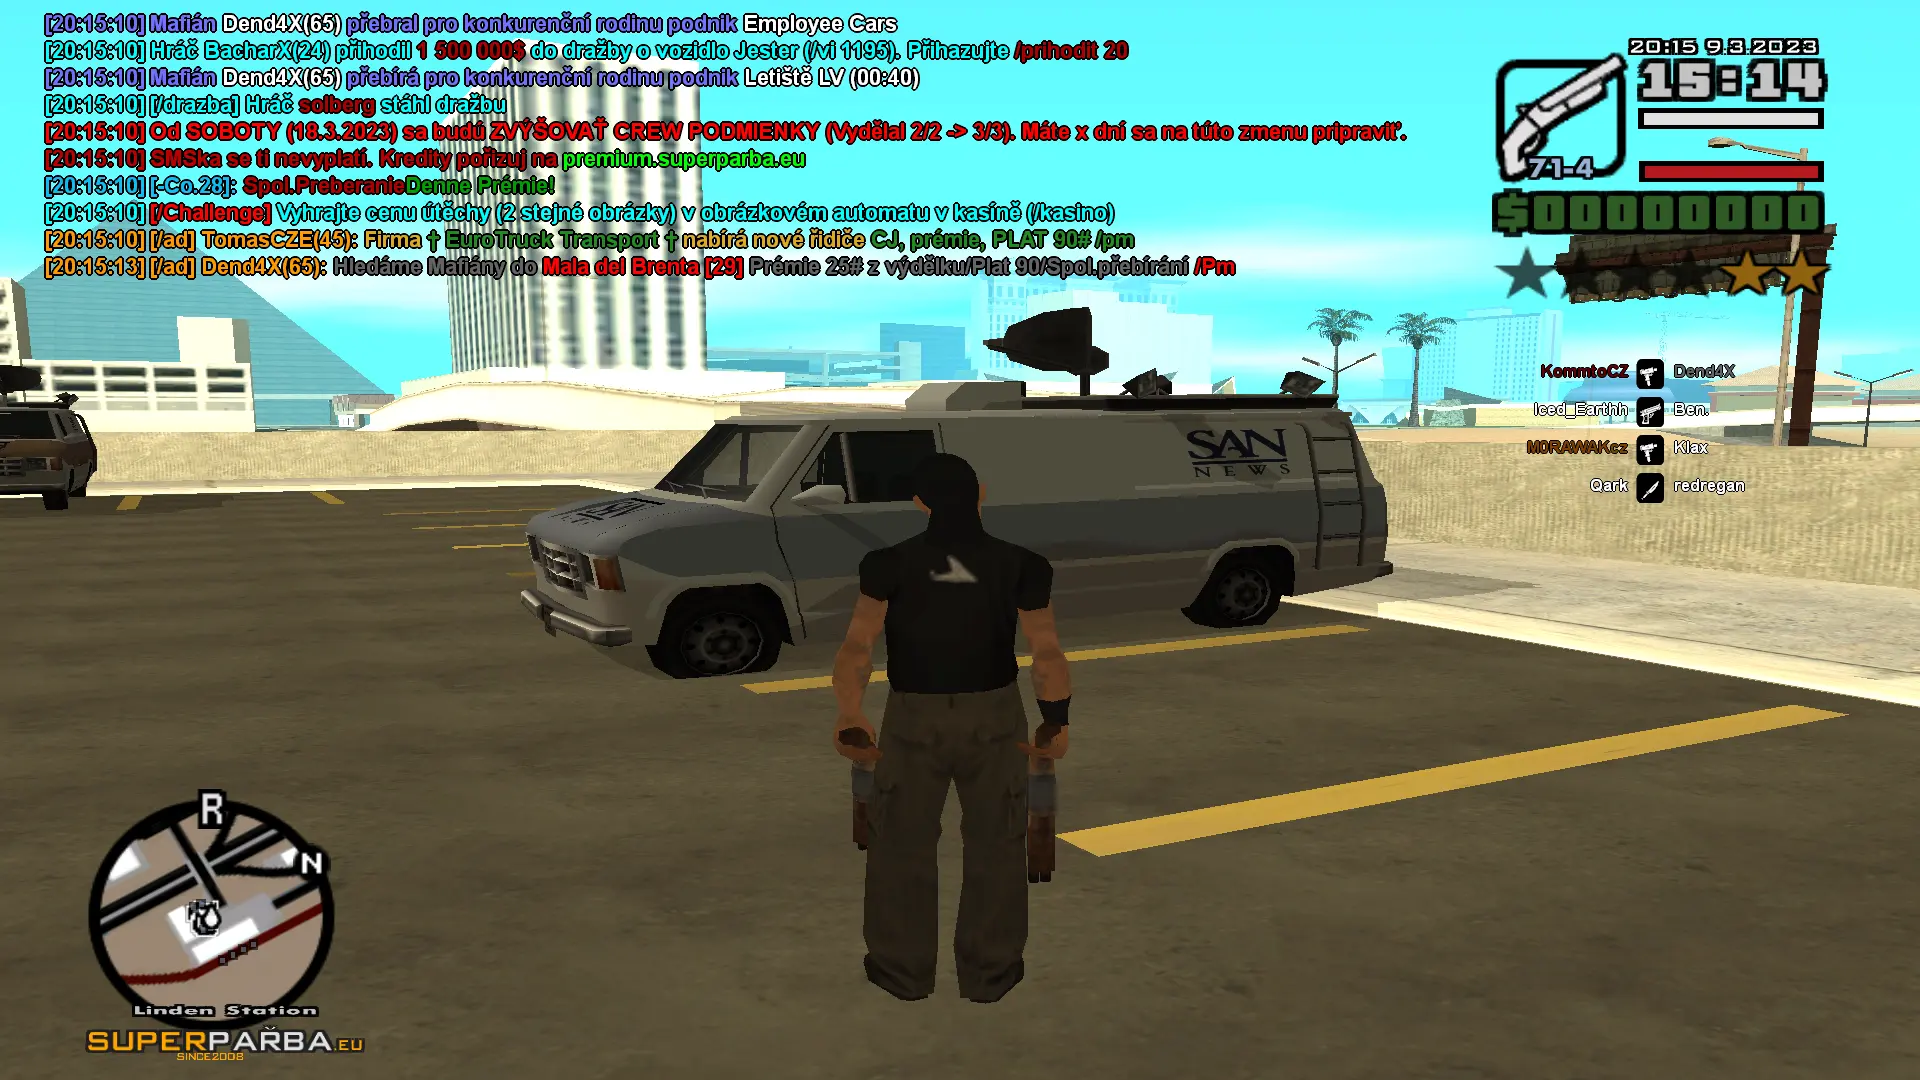 [20:15:10] Mafián Dend4X(65) přebral pro konkurenční rodinu podnik Employee Cars
[20:15:10] Hráč BacharX(24) přihodil 1 500 000$ do dražby o vozidlo Jester (/vi 1195). Přihazujte /prihodit 20
[20:15:10] Mafián Dend4X(65) přebírá pro konkurenční rodinu podnik Letiště LV (00:40)
[20:15:10] [/drazba] Hráč solberg stáhl dražbu
[20:15:10] Od SOBOTY (18.3.2023) sa budú ZVÝŠOVAŤ CREW PODMIENKY (Vydělal 2/2 -> 3/3). Máte x dní sa na túto zmenu pripraviť.
[20:15:10] SMSka se ti nevyplatí. Kredity pořizuj na premium.superparba.eu
[20:15:10] [-Co.28]: Spol.PreberanieDenne Prémie!
[20:15:10] [/Challenge] Vyhrajte cenu útěchy (2 stejné obrázky) v obrázkovém automatu v kasíně (/kasino)
[20:15:10] [/ad] TomasCZE(45): Firma † EuroTruck Transport † nabírá nové řidiče CJ, prémie, PLAT 90# /pm
[20:15:13] [/ad] Dend4X(65): Hledáme Mafiány do Mala del Brenta [29] Prémie 25# z výdělku/Plat 90/Spol.přebírání /Pm
20:15 9.3.2023
15:14
71-4
$00000000
KommtoCZ Dend4X
Iced_Earthh Ben.
M0RAWAKcz Klax
Qark redregan
SAN
NEWS
R
N
Linden Station
SUPERPAŘBA.EU
SINCE2008